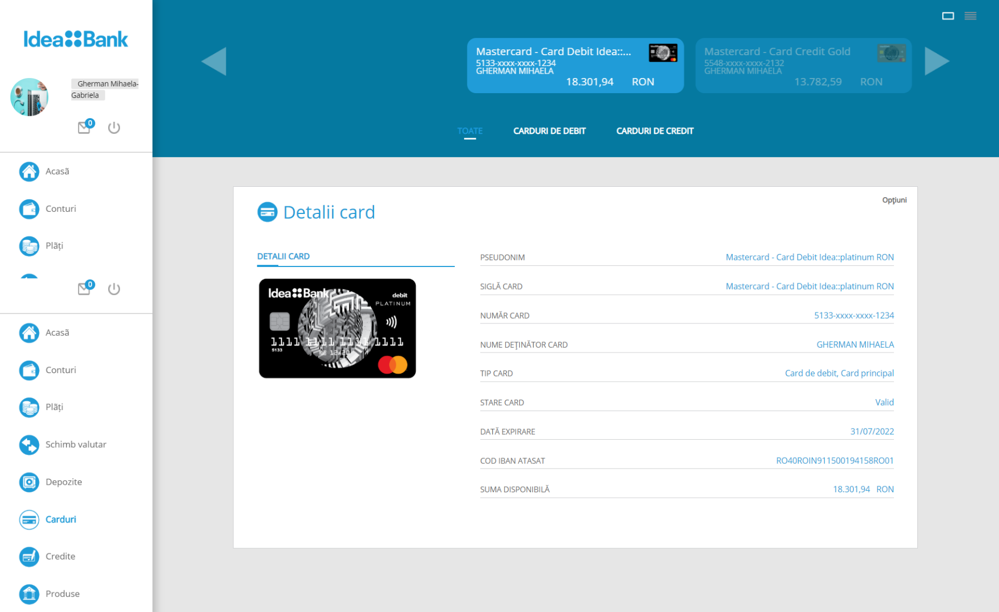 Idea::Bank
Gherman Mihaela-
Gabriela
0
Acasă
Conturi
Plăți
0
Acasă
Conturi
Plăți
Schimb valutar
Depozite
Carduri
Credite
Produse
Mastercard - Card Debit Idea::...
5133-xxxx-xxxx-1234
GHERMAN MIHAELA
18.301,94 RON
Mastercard - Card Credit Gold
5548-xxxx-xxxx-2132
GHERMAN MIHAELA
13.782,59 RON
TOATE CARDURI DE DEBIT CARDURI DE CREDIT
Opţiuni
Detalii card
DETALII CARD
Idea::Bank
debit
PLATINUM
1111 1111 1111 1111
5133
12/20
PSEUDONIM Mastercard - Card Debit Idea::platinum RON
SIGLĂ CARD Mastercard - Card Debit Idea::platinum RON
NUMĂR CARD 5133-xxxx-xxxx-1234
NUME DEŢINĂTOR CARD GHERMAN MIHAELA
TIP CARD Card de debit, Card principal
STARE CARD Valid
DATĂ EXPIRARE 31/07/2022
COD IBAN ATASAT RO40ROIN911500194158RO01
SUMA DISPONIBILĂ 18.301,94 RON